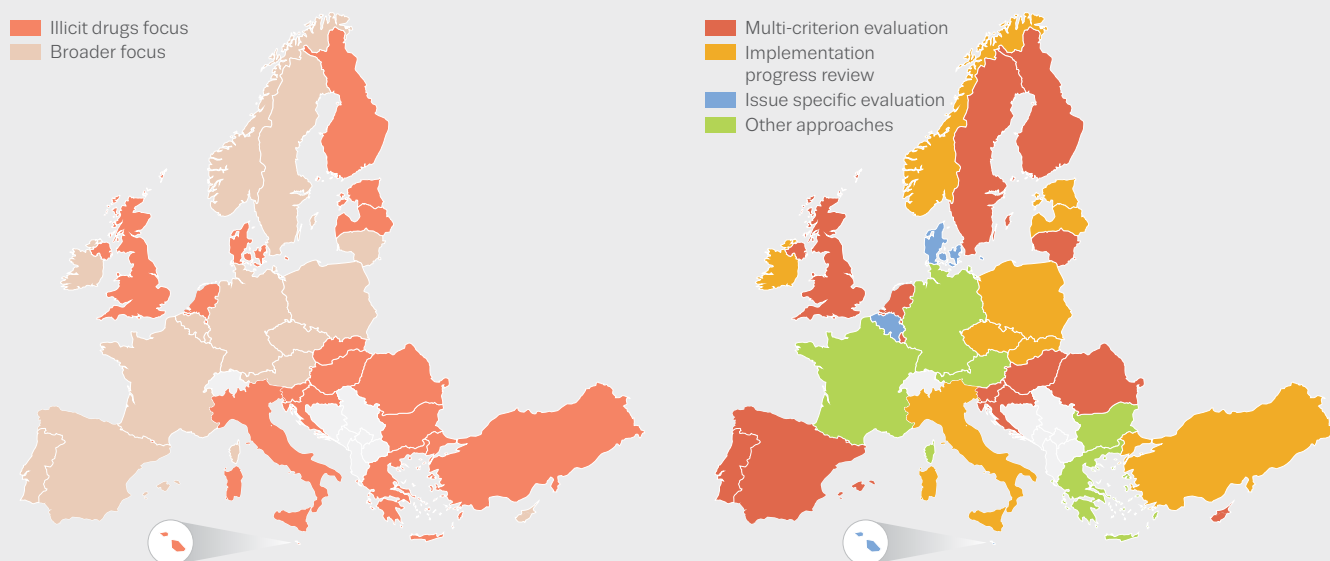 Illicit drugs focus
Broader focus
Multi-criterion evaluation
Implementation
progress review
Issue specific evaluation
Other approaches